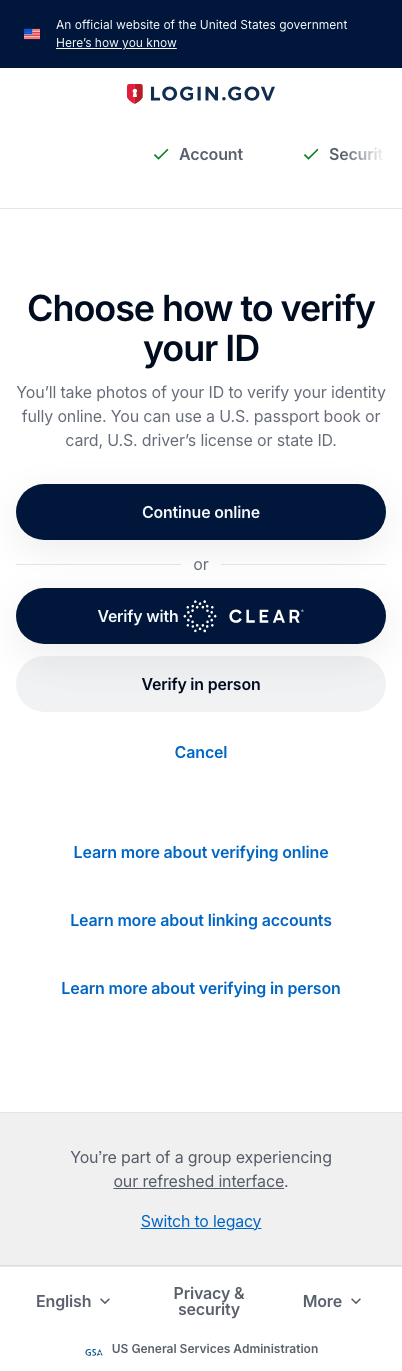 An official website of the United States government
Here’s how you know
LOGIN.GOV
Account
Securit
Choose how to verify
your ID
You’ll take photos of your ID to verify your identity
fully online. You can use a U.S. passport book or
card, U.S. driver’s license or state ID.
Continue online
or
Verify with CLEAR
Verify in person
Cancel
Learn more about verifying online
Learn more about linking accounts
Learn more about verifying in person
You’re part of a group experiencing
our refreshed interface.
Switch to legacy
English
Privacy &
security
More
GSA US General Services Administration